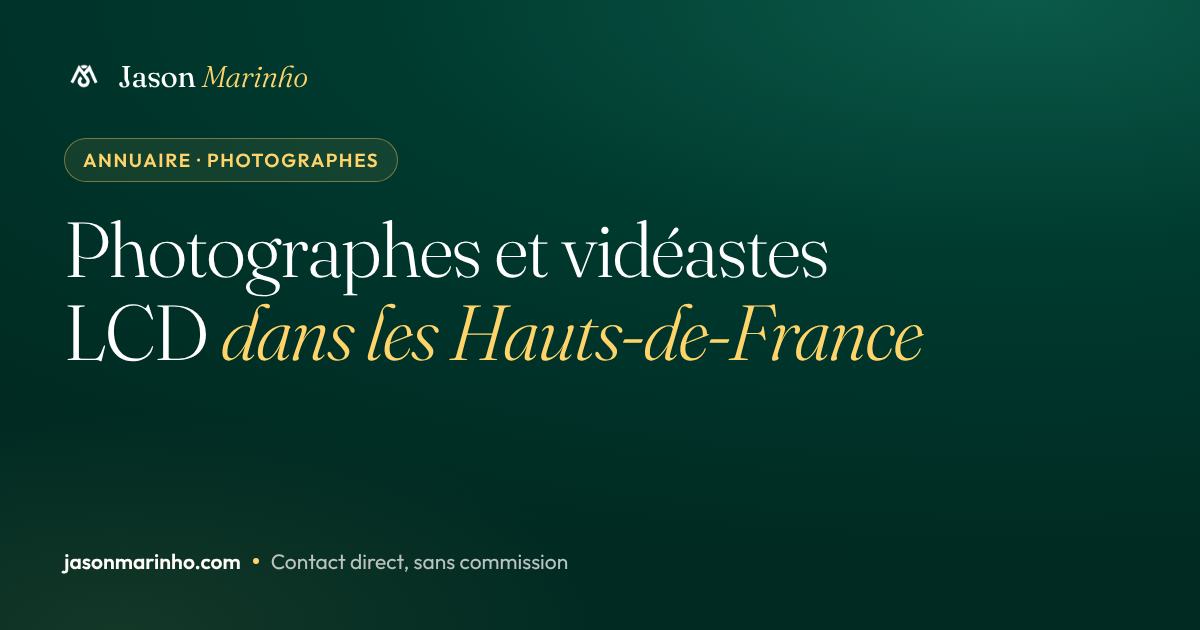 Jason Marinho
ANNUAIRE · PHOTOGRAPHES
Photographes et vidéastes
LCD dans les Hauts-de-France
jasonmarinho.com • Contact direct, sans commission